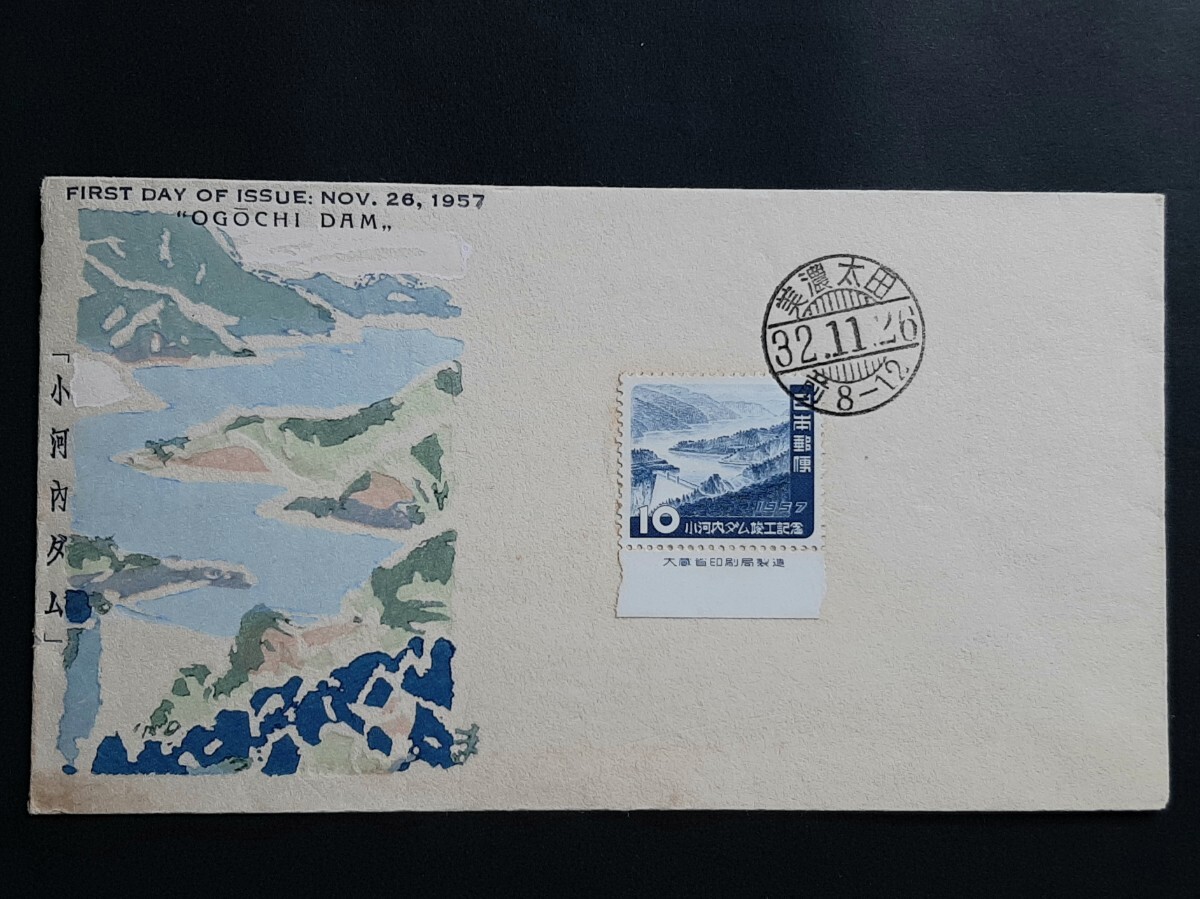 FIRST DAY OF ISSUE: NOV. 26, 1957
"OGŌCHI DAM„
「小河内ダム」
美濃太田
32.11.26
前8-12
日本郵便
1957
10
小河内ダム竣工記念
大蔵省印刷局製造